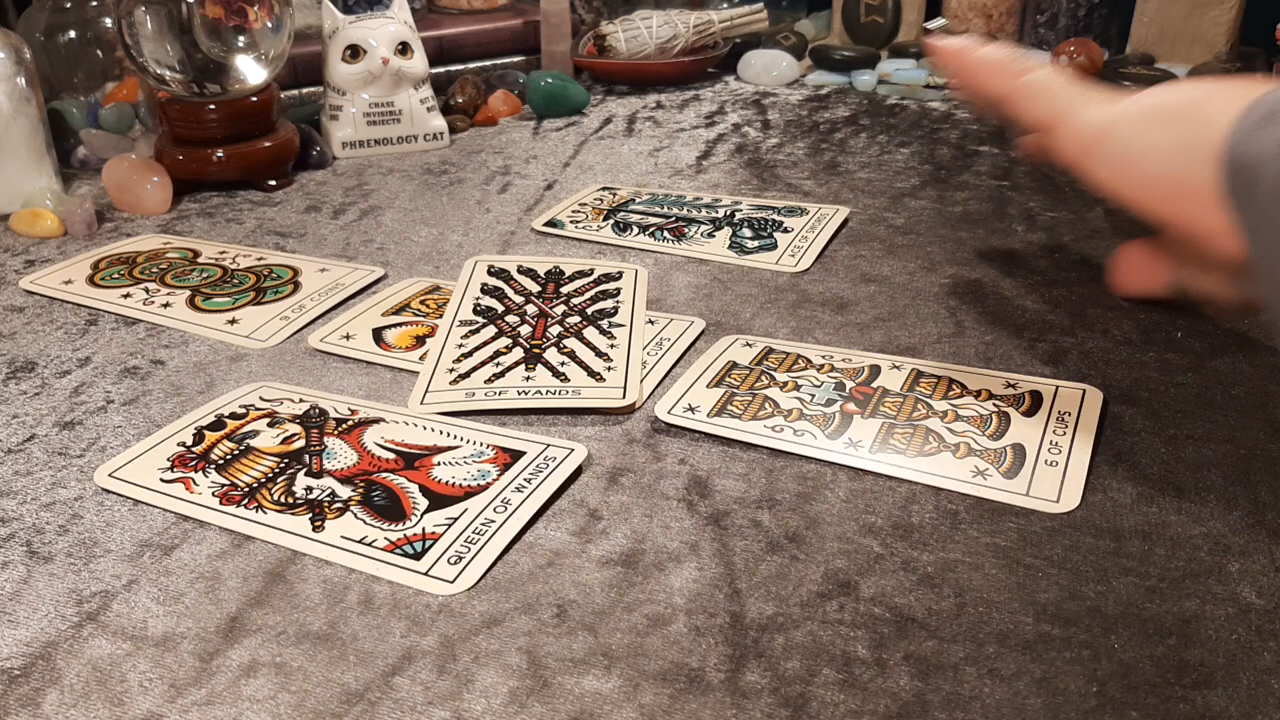 CHASE
INVISIBLE
OBJECTS
PHRENOLOGY CAT
ACE OF SWORDS
9 OF COINS
9 OF WANDS
OF CUPS
6 OF CUPS
QUEEN OF WANDS